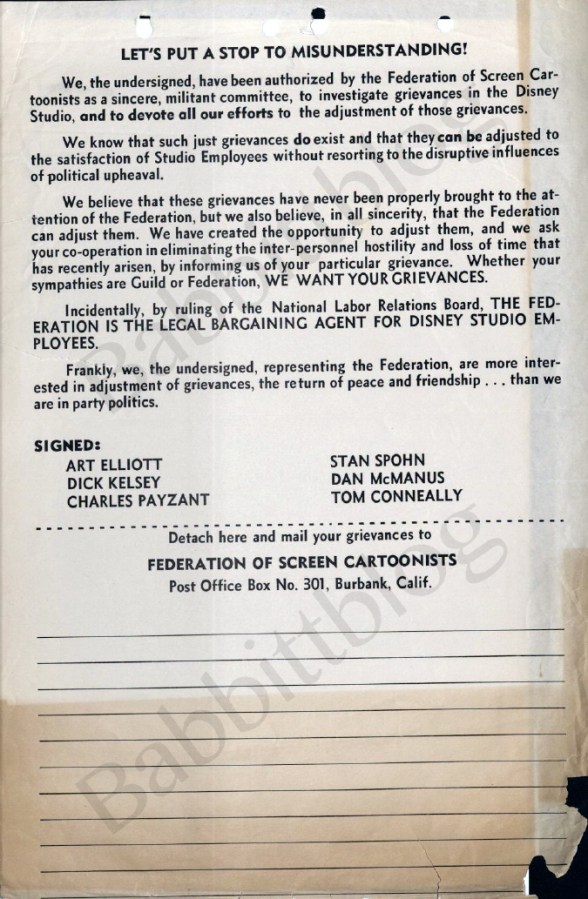 LET'S PUT A STOP TO MISUNDERSTANDING!
We, the undersigned, have been authorized by the Federation of Screen Car-
toonists as a sincere, militant committee, to investigate grievances in the Disney
Studio, and to devote all our efforts to the adjustment of those grievances.
We know that such just grievances do exist and that they can be adjusted to
the satisfaction of Studio Employees without resorting to the disruptive influences
of political upheaval.
We believe that these grievances have never been properly brought to the at-
tention of the Federation, but we also believe, in all sincerity, that the Federation
can adjust them. We have created the opportunity to adjust them, and we ask
your co-operation in eliminating the inter-personnel hostility and loss of time that
has recently arisen, by informing us of your particular grievance. Whether your
sympathies are Guild or Federation, WE WANT YOUR GRIEVANCES.
Incidentally, by ruling of the National Labor Relations Board, THE FED-
ERATION IS THE LEGAL BARGAINING AGENT FOR DISNEY STUDIO EM-
PLOYEES.
Frankly, we, the undersigned, representing the Federation, are more inter-
ested in adjustment of grievances, the return of peace and friendship . . . than we
are in party politics.
SIGNED:
ART ELLIOTT
DICK KELSEY
CHARLES PAYZANT
STAN SPOHN
DAN McMANUS
TOM CONNEALLY
Detach here and mail your grievances to
FEDERATION OF SCREEN CARTOONISTS
Post Office Box No. 301, Burbank, Calif.
Babbittblog
Babbittblog